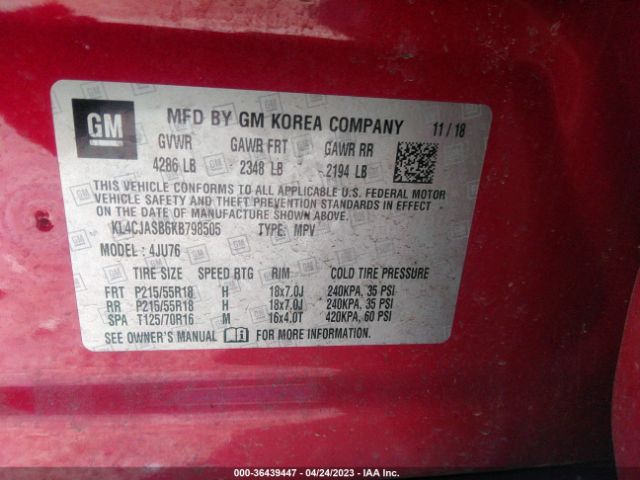 GM
MFD BY GM KOREA COMPANY 11/18
GVWR GAWR FRT GAWR RR
4286 LB 2348 LB 2194 LB
THIS VEHICLE CONFORMS TO ALL APPLICABLE U.S. FEDERAL MOTOR
VEHICLE SAFETY AND THEFT PREVENTION STANDARDS IN EFFECT
ON THE DATE OF MANUFACTURE SHOWN ABOVE.
KL4CJASB6KB798505 TYPE: MPV
MODEL: 4JU76
TIRE SIZE SPEED RTG RIM COLD TIRE PRESSURE
FRT P215/55R18 H 18x7.0J 240KPA, 35 PSI
RR P215/55R18 H 18x7.0J 240KPA, 35 PSI
SPA T125/70R16 M 16x4.0T 420KPA, 60 PSI
SEE OWNER'S MANUAL FOR MORE INFORMATION.
000-36439447 - 04/24/2023 - IAA Inc.